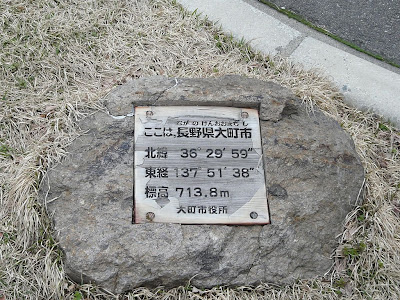 ながのけんおおまちし
ここは、長野県大町市
北緯 36°29′59″
東経 137°51′38″
標高 713.8m
大町市役所